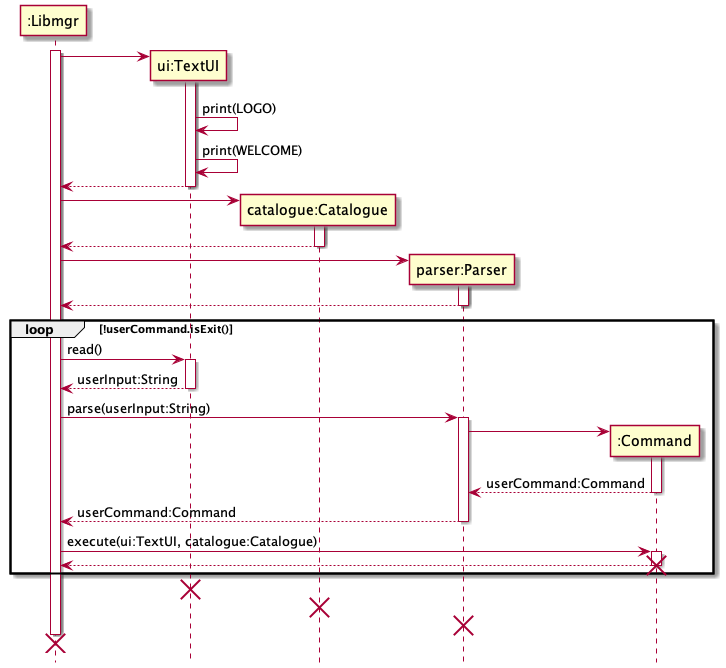 :Libmgr
ui:TextUI
print(LOGO)
print(WELCOME)
catalogue:Catalogue
parser:Parser
loop [!userCommand.isExit()]
read()
userInput:String
parse(userInput:String)
:Command
userCommand:Command
userCommand:Command
execute(ui:TextUI, catalogue:Catalogue)